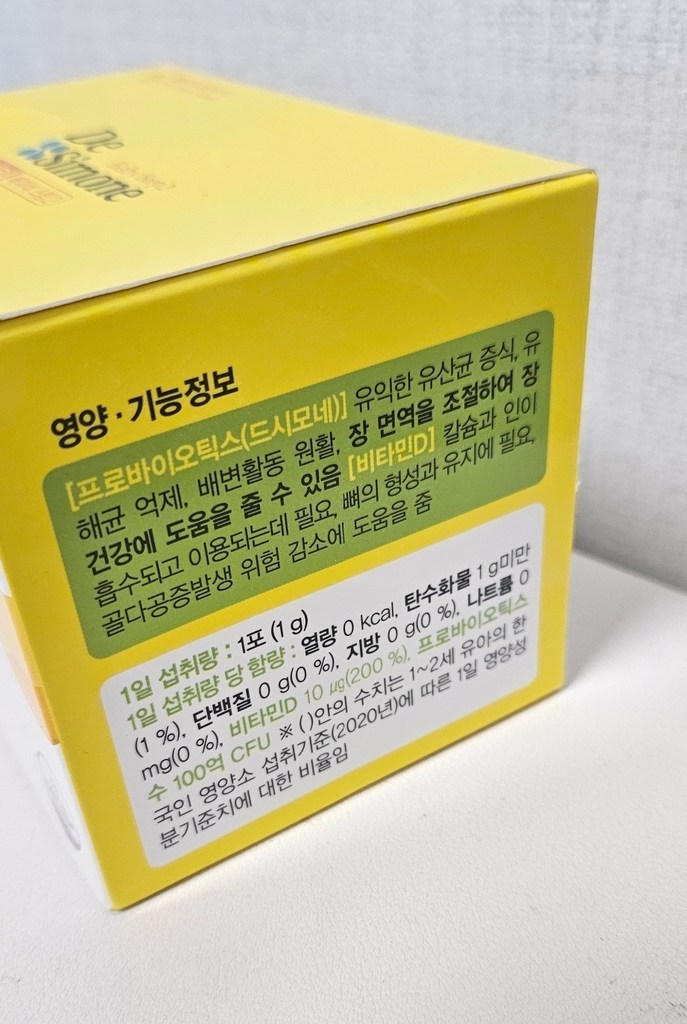 De
Simone
영양 · 기능정보
[프로바이오틱스(드시모네)] 유익한 유산균 증식, 유
해균 억제, 배변활동 원활, 장 면역을 조절하여 장
건강에 도움을 줄 수 있음 [비타민D] 칼슘과 인이
흡수되고 이용되는데 필요, 뼈의 형성과 유지에 필요,
골다공증발생 위험 감소에 도움을 줌
1일 섭취량 : 1포 (1 g)
1일 섭취량 당 함량 : 열량 0 kcal, 탄수화물 1 g미만
(1 %), 단백질 0 g(0 %), 지방 0 g(0 %), 나트륨 0
mg(0 %), 비타민D 10 ㎍(200 %), 프로바이오틱스
수 100억 CFU ※ ( )안의 수치는 1~2세 유아의 한
국인 영양소 섭취기준(2020년)에 따른 1일 영양성
분기준치에 대한 비율임